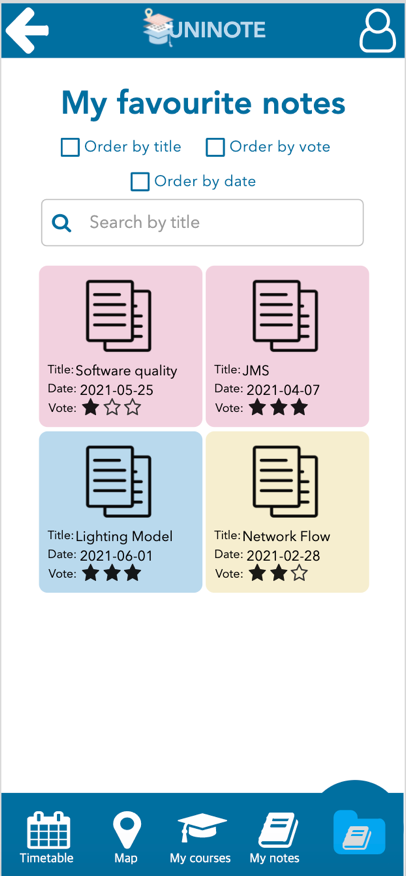 UNINOTE
My favourite notes
Order by title
Order by vote
Order by date
Search by title
Title: Software quality
Date: 2021-05-25
Vote:
Title: JMS
Date: 2021-04-07
Vote:
Title: Lighting Model
Date: 2021-06-01
Vote:
Title: Network Flow
Date: 2021-02-28
Vote:
Timetable
Map
My courses
My notes